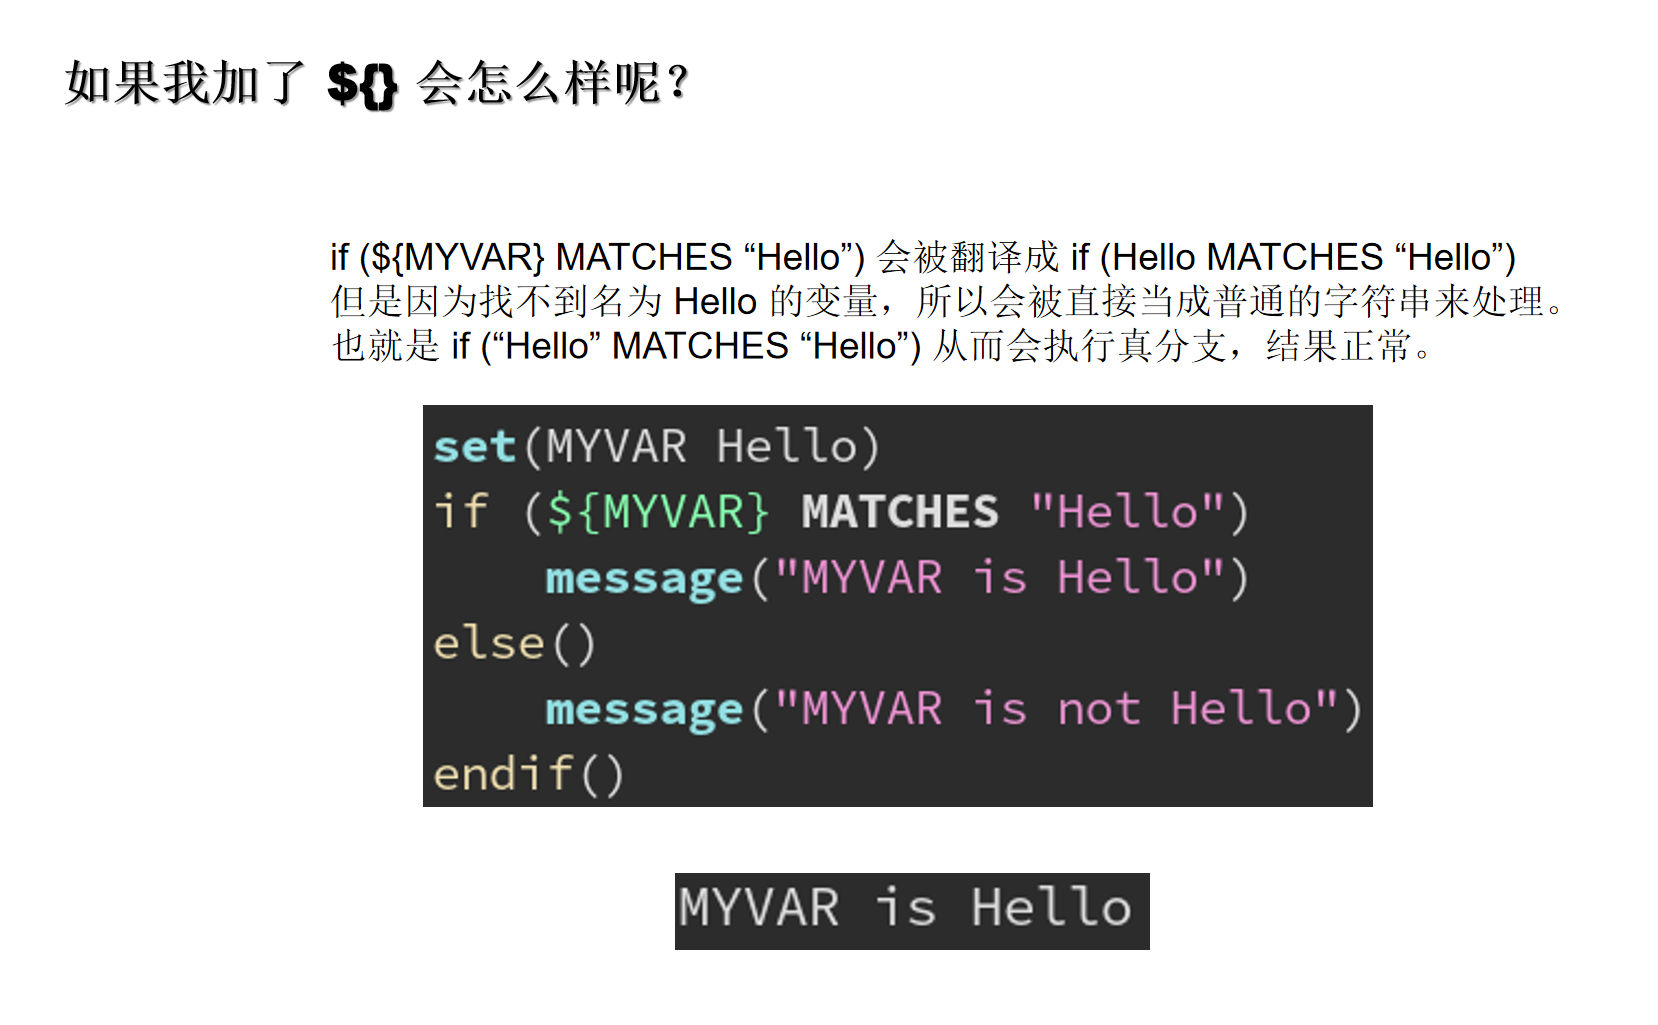 如果我加了 ${} 会怎么样呢？
if (${MYVAR} MATCHES “Hello”) 会被翻译成 if (Hello MATCHES “Hello”)
但是因为找不到名为 Hello 的变量，所以会被直接当成普通的字符串来处理。
也就是 if (“Hello” MATCHES “Hello”) 从而会执行真分支，结果正常。
set(MYVAR Hello)
if (${MYVAR} MATCHES "Hello")
    message("MYVAR is Hello")
else()
    message("MYVAR is not Hello")
endif()
MYVAR is Hello